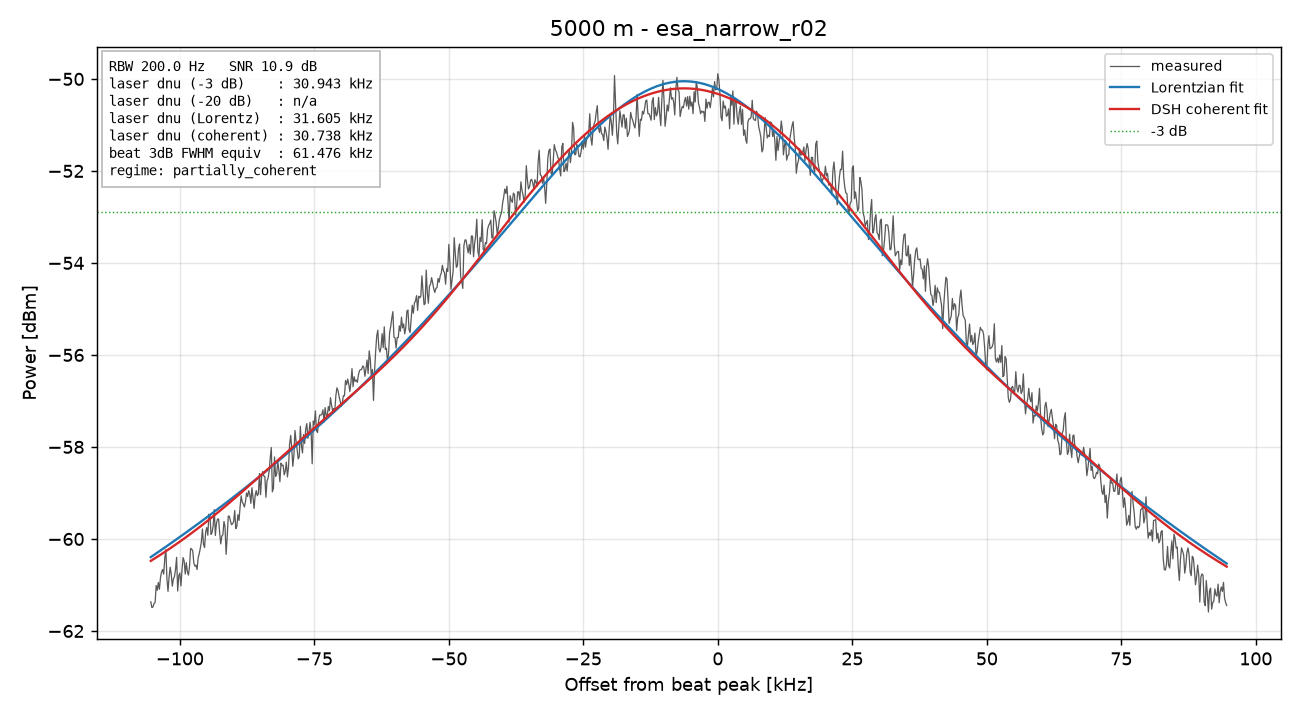 5000 m - esa_narrow_r02
RBW 200.0 Hz   SNR 10.9 dB
laser dnu (-3 dB)    : 30.943 kHz
laser dnu (-20 dB)   : n/a
laser dnu (Lorentz)  : 31.605 kHz
laser dnu (coherent) : 30.738 kHz
beat 3dB FWHM equiv  : 61.476 kHz
regime: partially_coherent
measured
Lorentzian fit
DSH coherent fit
-3 dB
Power [dBm]
−50
−52
−54
−56
−58
−60
−62
−100
−75
−50
−25
0
25
50
75
100
Offset from beat peak [kHz]